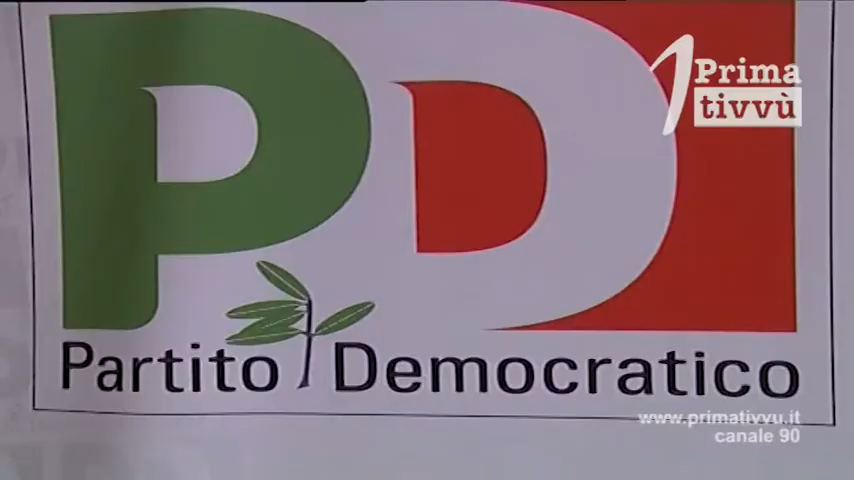 PD
Prima
tivvù
Partito Democratico
www.primativvu.it
canale 90